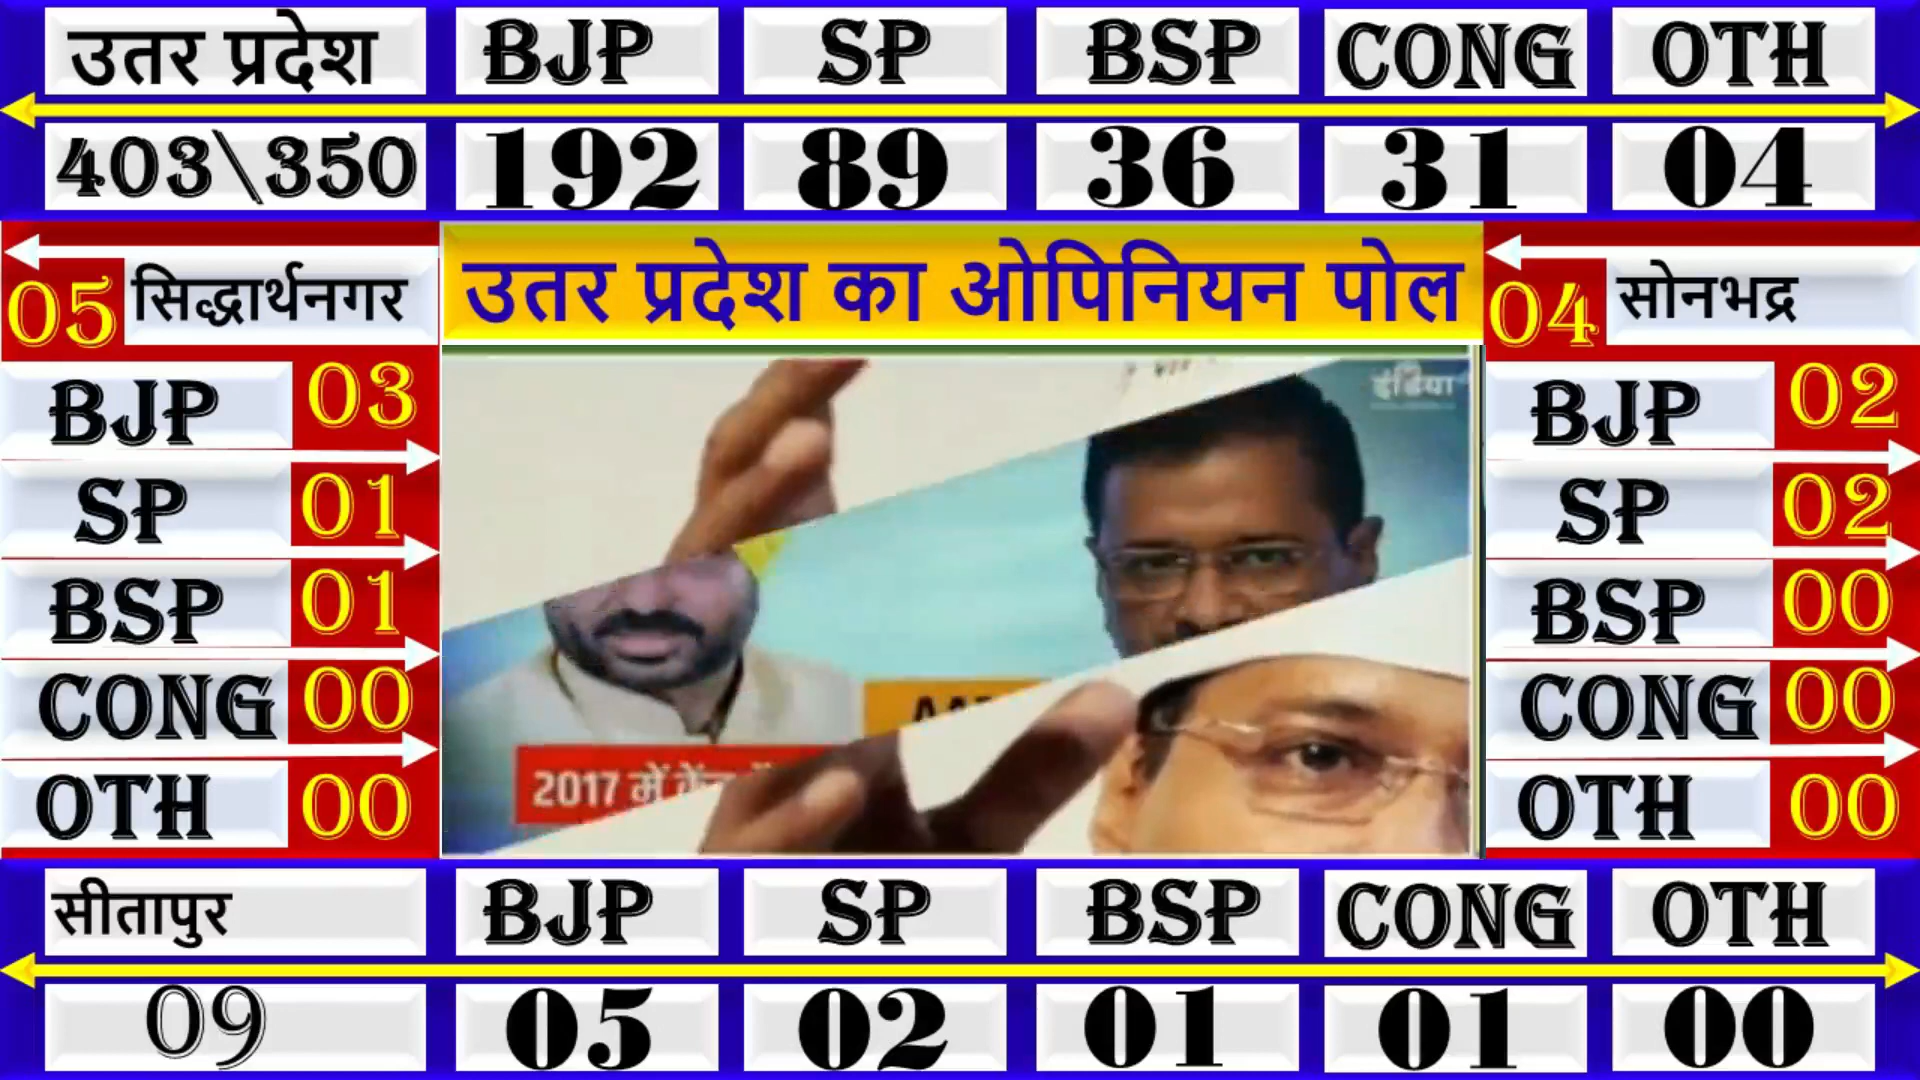 उतर प्रदेश BJP SP BSP CONG OTH
403\350 192 89 36 31 04
उतर प्रदेश का ओपिनियन पोल
05 सिद्धार्थनगर
BJP 03
SP 01
BSP 01
CONG 00
OTH 00
इंडिया
2017 में
04 सोनभद्र
BJP 02
SP 02
BSP 00
CONG 00
OTH 00
सीतापुर BJP SP BSP CONG OTH
09 05 02 01 01 00